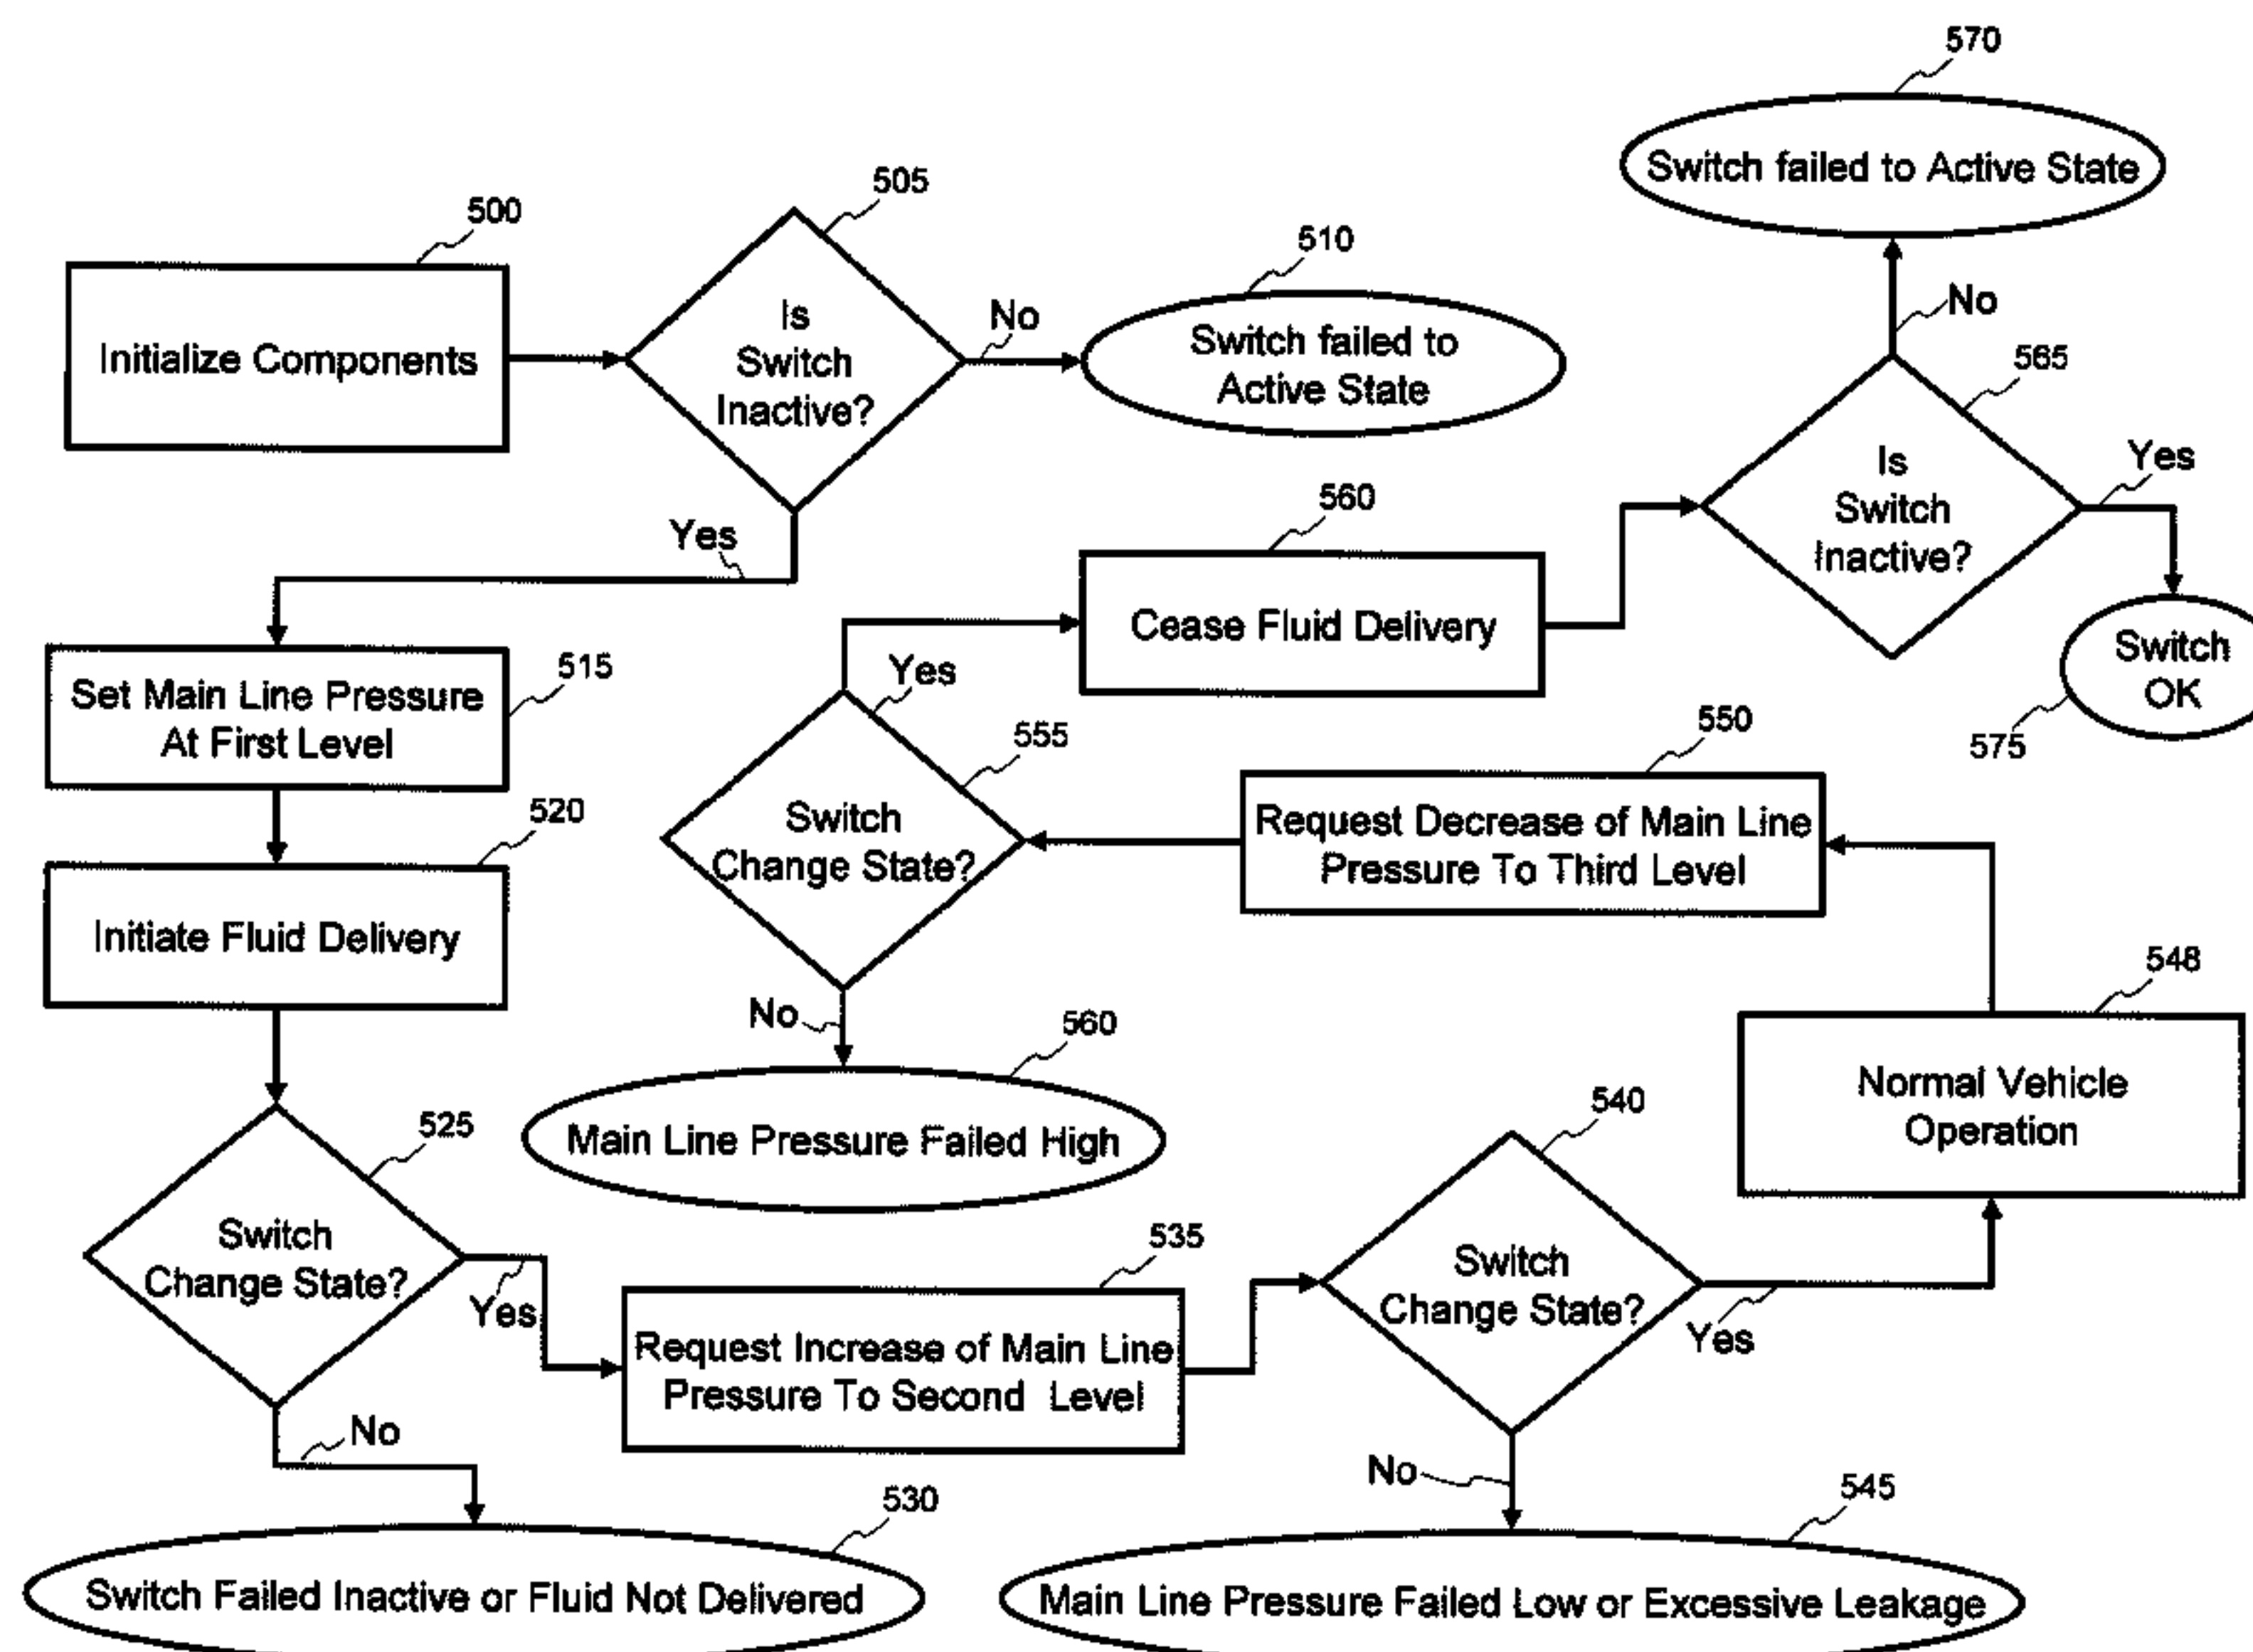 570
Switch failed to Active State
No
505
500
510
Is
Switch
Inactive?
Initialize Components
No
Switch failed to
Active State
565
Is
Switch
Inactive?
Yes
Yes
560
Cease Fluid Delivery
Switch
OK
575
515
Set Main Line Pressure
At First Level
Yes
555
550
Switch
Change State?
Request Decrease of Main Line
Pressure To Third Level
520
Initiate Fluid Delivery
No
560
Main Line Pressure Failed High
548
Normal Vehicle
Operation
525
Switch
Change State?
Yes
535
Request Increase of Main Line
Pressure To Second Level
540
Switch
Change State?
Yes
No
530
Switch Failed Inactive or Fluid Not Delivered
No
545
Main Line Pressure Failed Low or Excessive Leakage